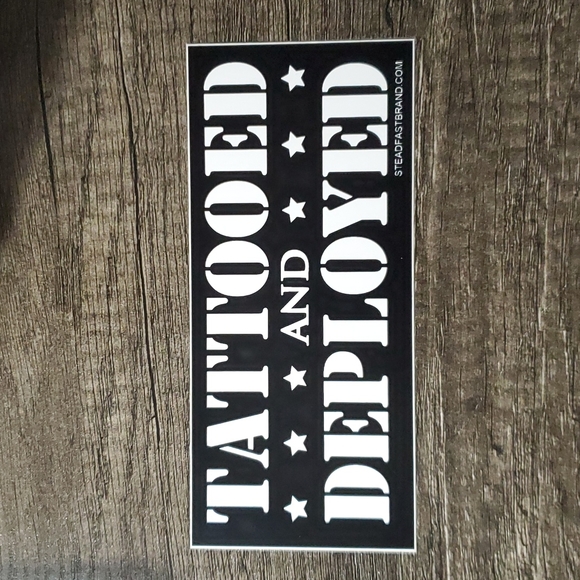 TATTOOED
AND
DEPLOYED
STEADFASTBRAND.COM